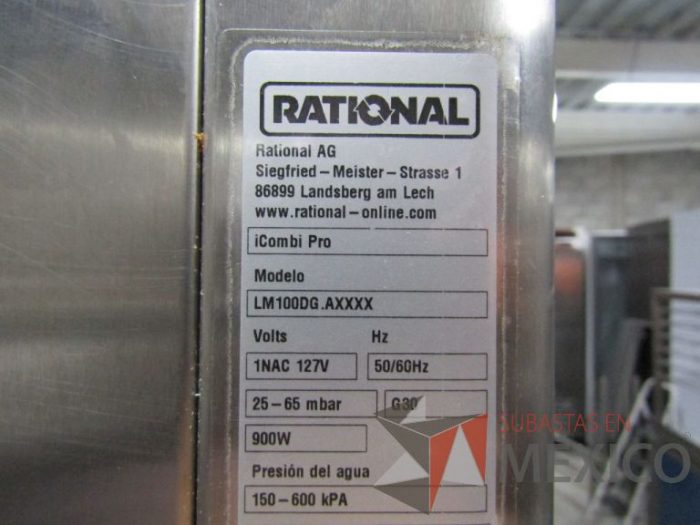 RATIONAL
Rational AG
Siegfried – Meister – Strasse 1
86899 Landsberg am Lech
www.rational – online.com
iCombi Pro
Modelo
LM100DG.AXXXX
Volts Hz
1NAC 127V 50/60Hz
25 – 65 mbar G30
900W
SUBASTAS EN
MEXICO
Presión del agua
150 – 600 kPA